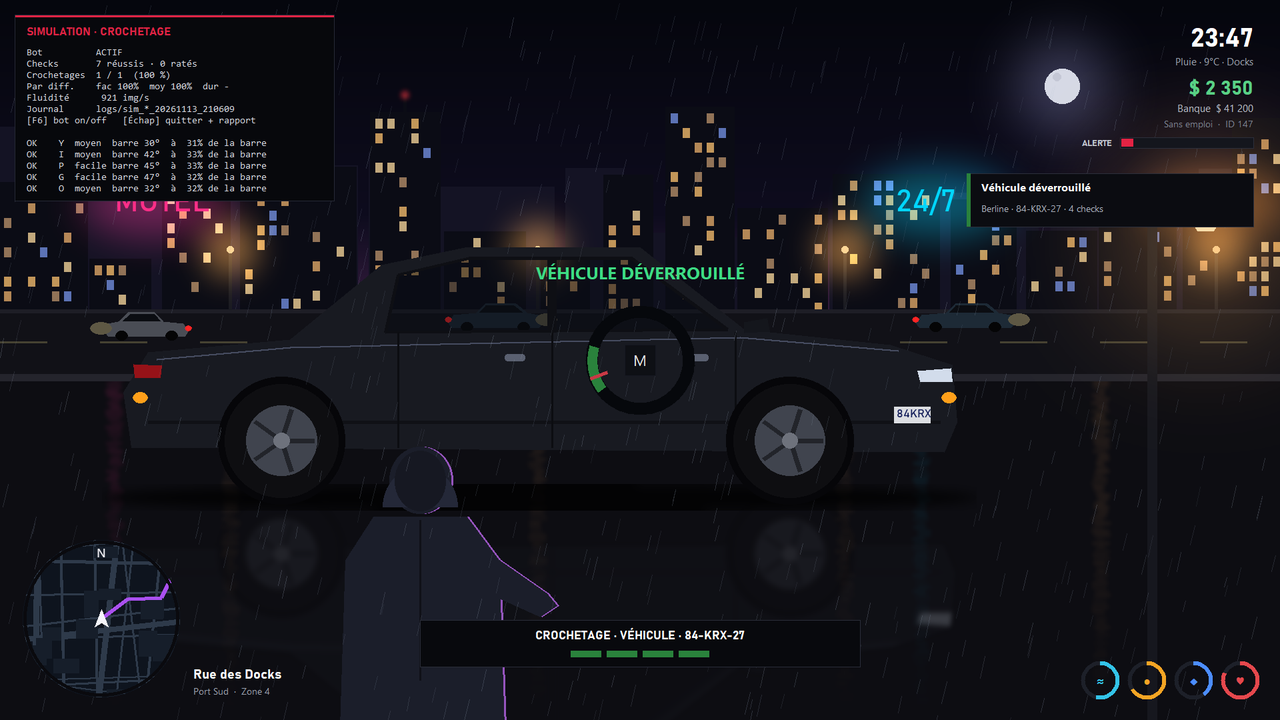 SIMULATION · CROCHETAGE
Bot ACTIF
Checks 7 réussis · 0 ratés
Crochetages 1 / 1 (100 %)
Par diff. fac 100% moy 100% dur -
Fluidité 921 img/s
Journal logs/sim_*_20261113_210609
[F6] bot on/off [Échap] quitter + rapport
OK Y moyen barre 30° à 31% de la barre
OK I moyen barre 42° à 33% de la barre
OK P facile barre 45° à 33% de la barre
OK G facile barre 47° à 32% de la barre
OK O moyen barre 32° à 32% de la barre
MOTEL
23:47
Pluie · 9°C · Docks
$ 2 350
Banque $ 41 200
Sans emploi · ID 147
ALERTE
24/7
Véhicule déverrouillé
Berline · 84-KRX-27 · 4 checks
VÉHICULE DÉVERROUILLÉ
M
84KRX
N
CROCHETAGE · VÉHICULE · 84-KRX-27
Rue des Docks
Port Sud · Zone 4